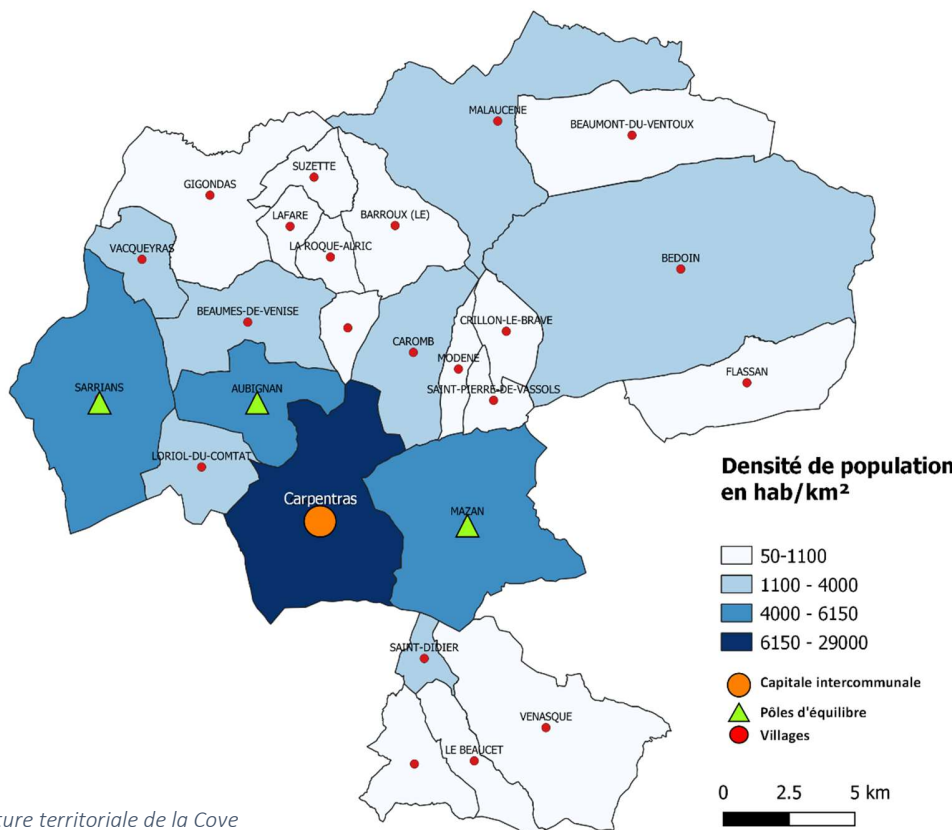 MALAUCENE
BEAUMONT-DU-VENTOUX
SUZETTE
GIGONDAS
LAFARE
BARROUX (LE)
LA ROQUE-ALRIC
VACQUEYRAS
BEDOIN
BEAUMES-DE-VENISE
CRILLON-LE-BRAVE
CAROMB
MODENE
FLASSAN
SARRIANS
AUBIGNAN
SAINT-PIERRE-DE-VASSOLS
LORIOL-DU-COMTAT
Carpentras
MAZAN
SAINT-DIDIER
VENASQUE
LE BEAUCET
Densité de population
en hab/km²
50-1100
1100 - 4000
4000 - 6150
6150 - 29000
Capitale intercommunale
Pôles d'équilibre
Villages
0 2.5 5 km
ture territoriale de la Cove